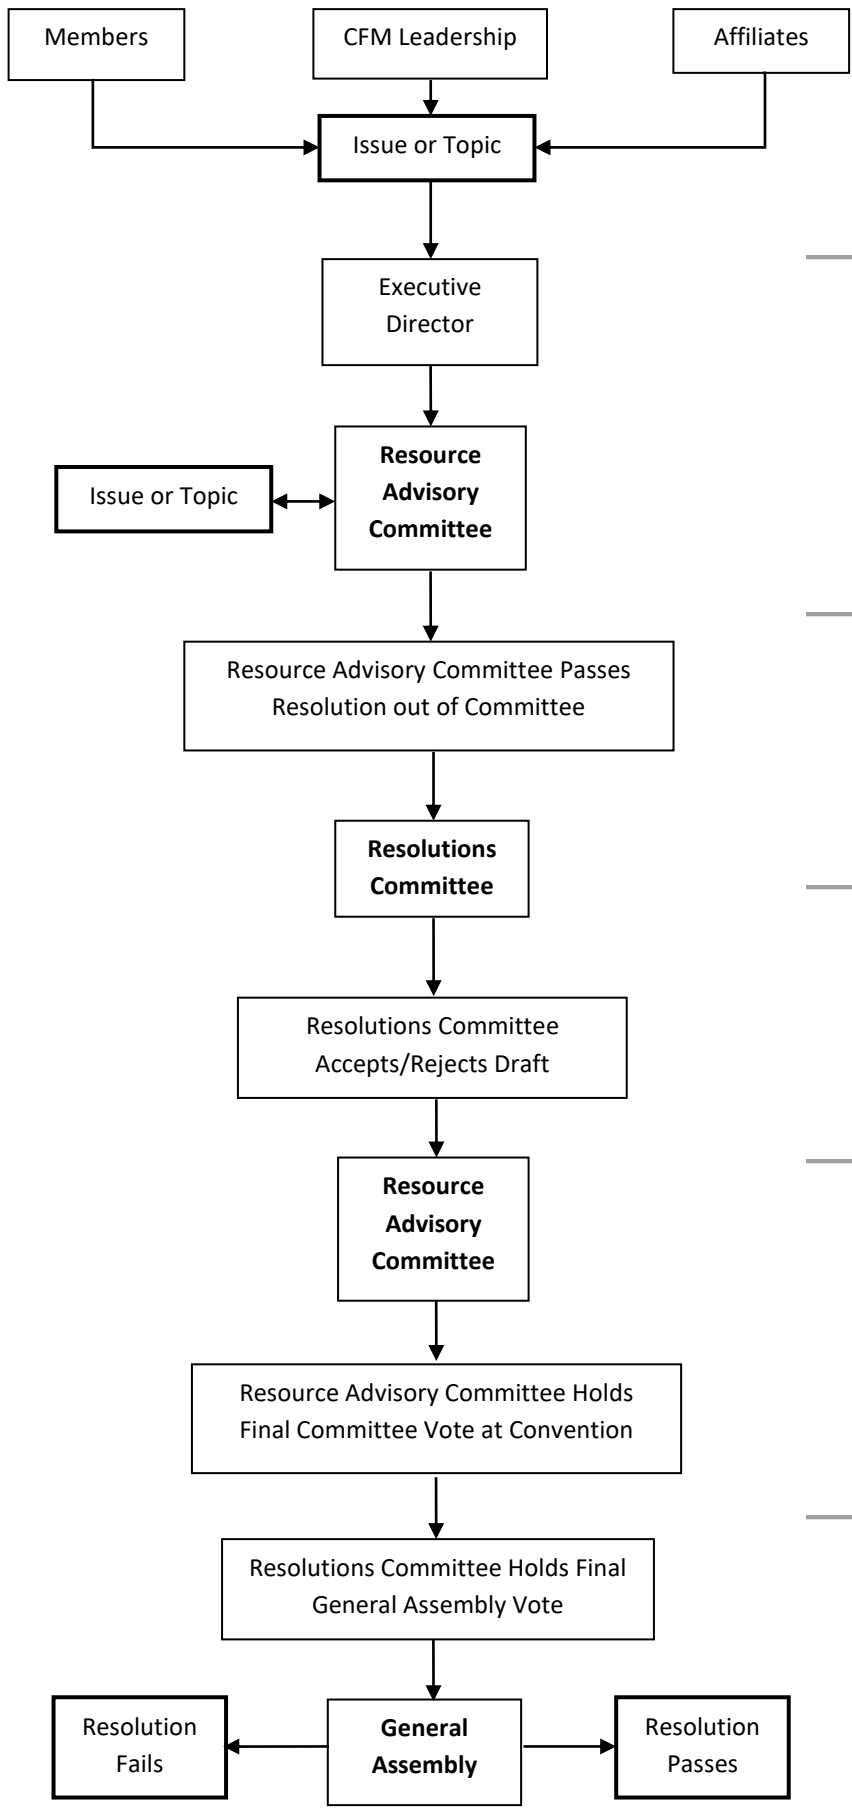 Members
CFM Leadership
Affiliates
Issue or Topic
Executive
Director
Resource
Advisory
Committee
Issue or Topic
Resource Advisory Committee Passes
Resolution out of Committee
Resolutions
Committee
Resolutions Committee
Accepts/Rejects Draft
Resource
Advisory
Committee
Resource Advisory Committee Holds
Final Committee Vote at Convention
Resolutions Committee Holds Final
General Assembly Vote
Resolution
Fails
General
Assembly
Resolution
Passes